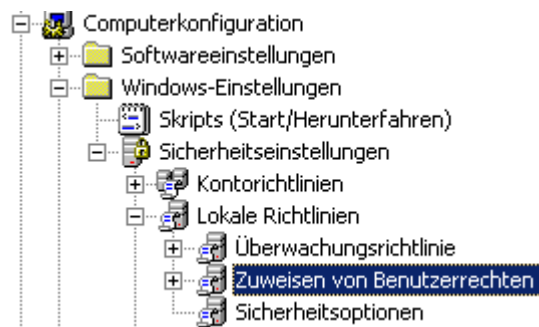 Computerkonfiguration
Softwareeinstellungen
Windows-Einstellungen
Skripts (Start/Herunterfahren)
Sicherheitseinstellungen
Kontorichtlinien
Lokale Richtlinien
Überwachungsrichtlinie
Zuweisen von Benutzerrechten
Sicherheitsoptionen